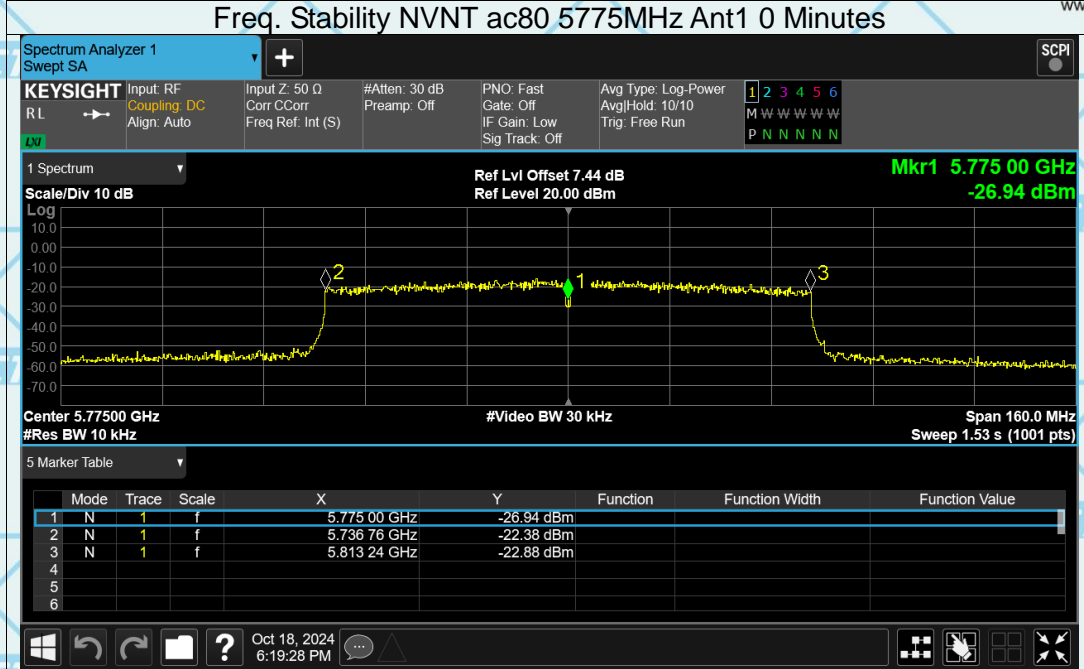 Freq. Stability NVNT ac80 5775MHz Ant1 0 Minutes
Spectrum Analyzer 1
Swept SA
+
SCPI
KEYSIGHT
RL
LXI
Input: RF
Coupling: DC
Align: Auto
Input Z: 50 Ω
Corr CCorr
Freq Ref: Int (S)
#Atten: 30 dB
Preamp: Off
PNO: Fast
Gate: Off
IF Gain: Low
Sig Track: Off
Avg Type: Log-Power
Avg|Hold: 10/10
Trig: Free Run
1 2 3 4 5 6
M W W W W W
P N N N N N
1 Spectrum
Scale/Div 10 dB
Ref Lvl Offset 7.44 dB
Ref Level 20.00 dBm
Mkr1 5.775 00 GHz
-26.94 dBm
Log
10.0
0.00
-10.0
-20.0
-30.0
-40.0
-50.0
-60.0
-70.0
2
1
3
Center 5.77500 GHz
#Video BW 30 kHz
Span 160.0 MHz
#Res BW 10 kHz
Sweep 1.53 s (1001 pts)
5 Marker Table
Mode Trace Scale X Y Function Function Width Function Value
1 N 1 f 5.775 00 GHz -26.94 dBm
2 N 1 f 5.736 76 GHz -22.38 dBm
3 N 1 f 5.813 24 GHz -22.88 dBm
4
5
6
?
Oct 18, 2024
6:19:28 PM